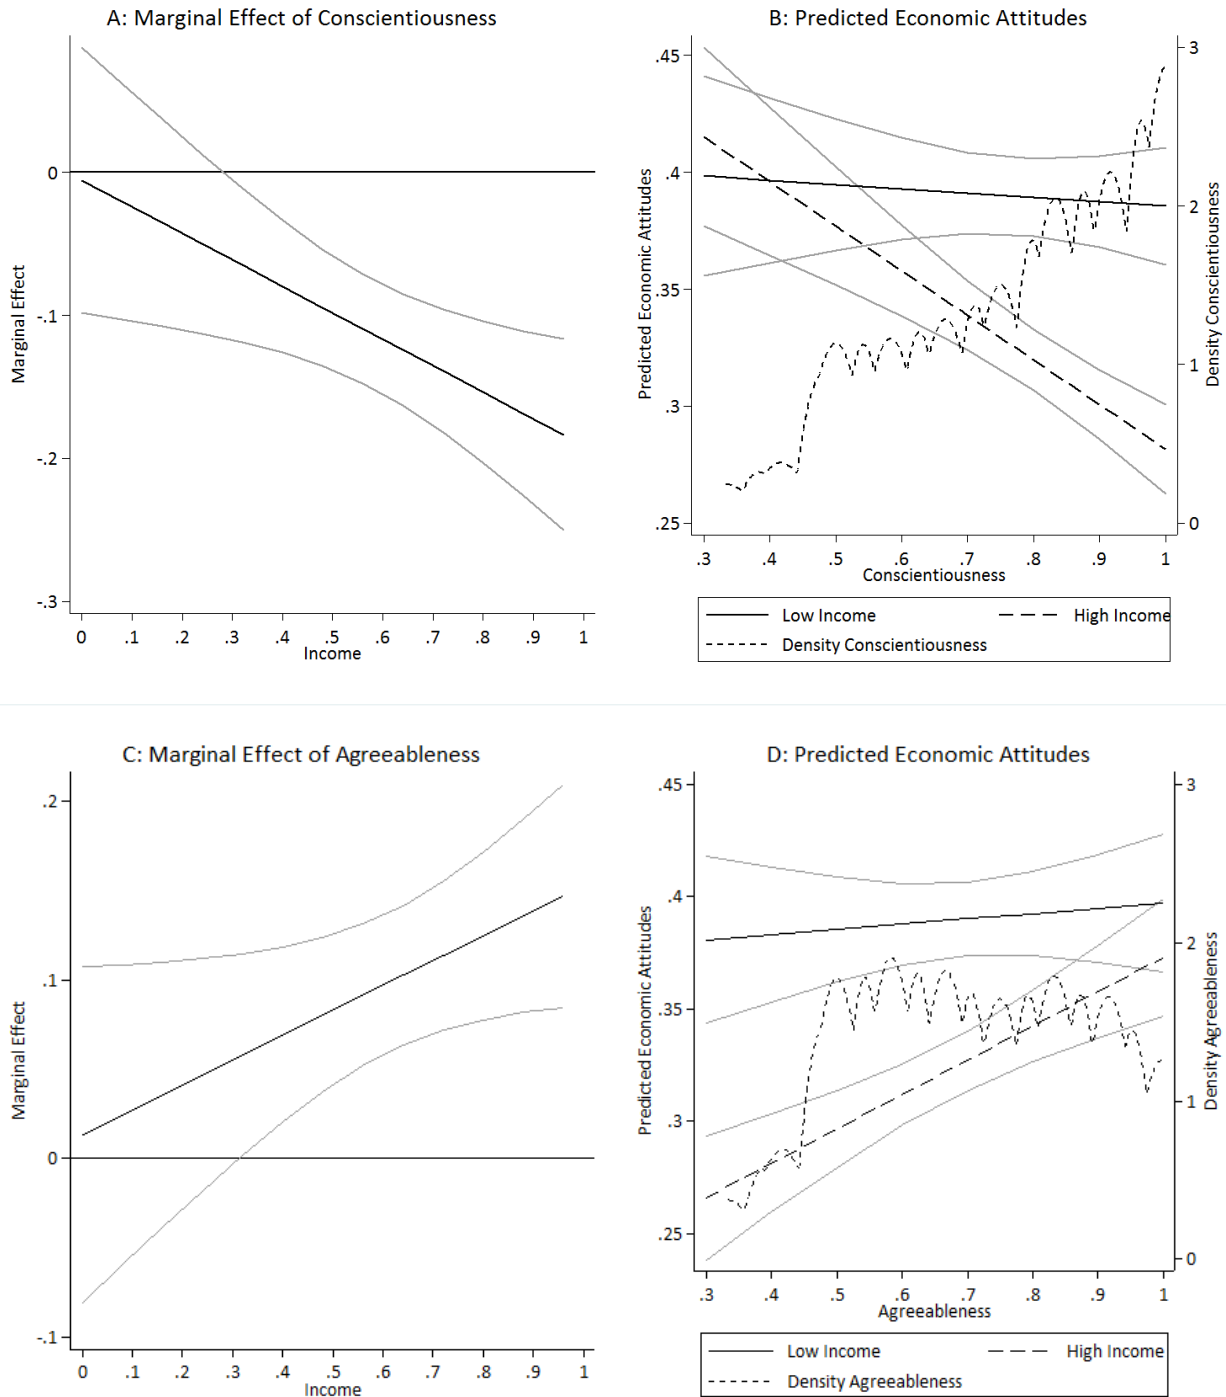 A: Marginal Effect of Conscientiousness
0
-.1
-.2
-.3
Marginal Effect
0 .1 .2 .3 .4 .5 .6 .7 .8 .9 1
Income
B: Predicted Economic Attitudes
.45
.4
.35
.3
.25
Predicted Economic Attitudes
3
2
1
0
Density Conscientiousness
.3 .4 .5 .6 .7 .8 .9 1
Conscientiousness
Low Income High Income
Density Conscientiousness
C: Marginal Effect of Agreeableness
.2
.1
0
-.1
Marginal Effect
0 .1 .2 .3 .4 .5 .6 .7 .8 .9 1
Income
D: Predicted Economic Attitudes
.45
.4
.35
.3
.25
Predicted Economic Attitudes
3
2
1
0
Density Agreeableness
.3 .4 .5 .6 .7 .8 .9 1
Agreeableness
Low Income High Income
Density Agreeableness